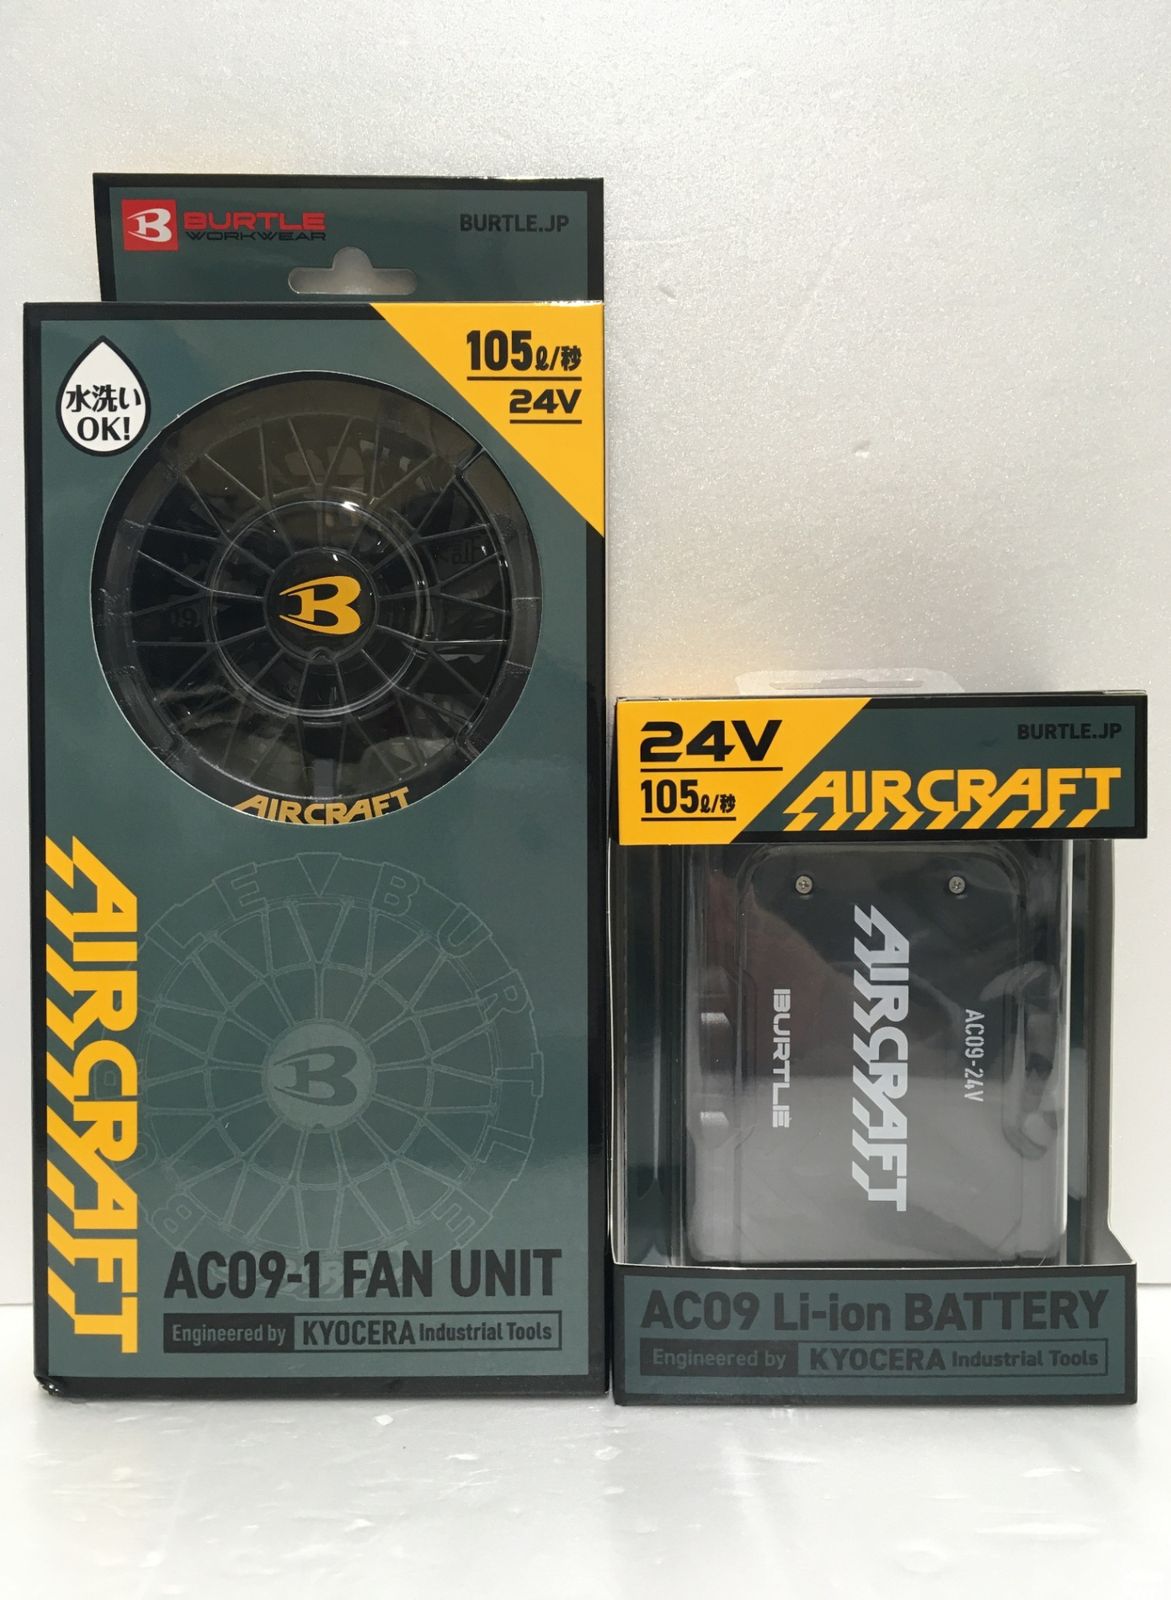 B BURTLE
WORKWEAR
BURTLE.JP
水洗い
OK!
105ℓ/秒
24V
B
AIRCRAFT
AIRCRAFT
BURTLE
BURTLE
B
AC09-1 FAN UNIT
Engineered by KYOCERA Industrial Tools
24V
105ℓ/秒
BURTLE.JP
AIRCRAFT
AC09-24V
AIRCRAFT
BURTLE
AC09 Li-ion BATTERY
Engineered by KYOCERA Industrial Tools